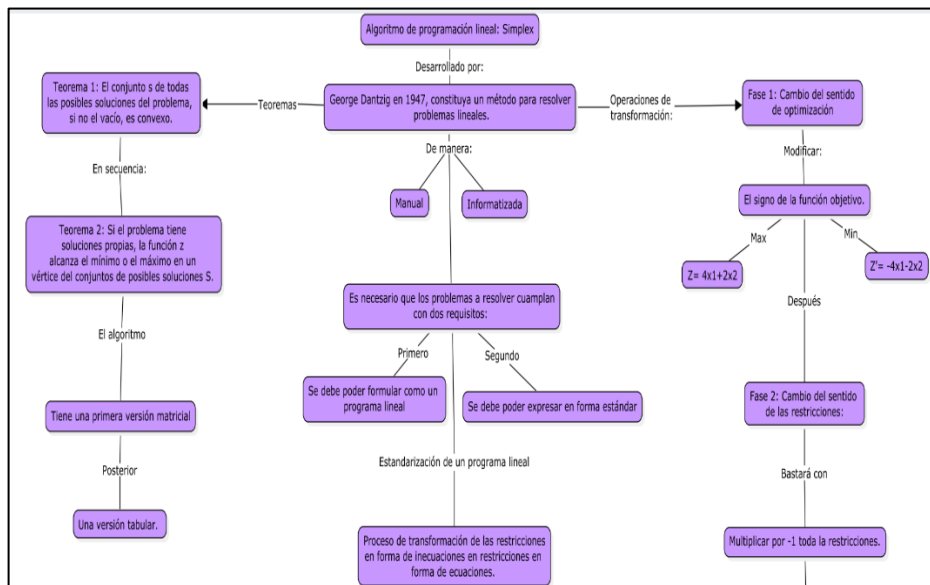 Algoritmo de programación lineal: Simplex
Desarrollado por:
George Dantzig en 1947, constituya un método para resolver
problemas lineales.
Teoremas
Teorema 1: El conjunto s de todas
las posibles soluciones del problema,
si no el vacío, es convexo.
En secuencia:
Teorema 2: Si el problema tiene
soluciones propias, la función z
alcanza el mínimo o el máximo en un
vértice del conjuntos de posibles soluciones S.
El algoritmo
Tiene una primera versión matricial
Posterior
Una versión tabular.
De manera:
Manual
Informatizada
Es necesario que los problemas a resolver cuamplan
con dos requisitos:
Primero
Segundo
Se debe poder formular como un
programa lineal
Se debe poder expresar en forma estándar
Estandarización de un programa lineal
Proceso de transformación de las restricciones
en forma de inecuaciones en restricciones en
forma de ecuaciones.
Operaciones de
transformación:
Fase 1: Cambio del sentido
de optimización
Modificar:
El signo de la función objetivo.
Max
Min
Z= 4x1+2x2
Z'= -4x1-2x2
Después
Fase 2: Cambio del sentido
de las restricciones:
Bastará con
Multiplicar por -1 toda la restricciones.